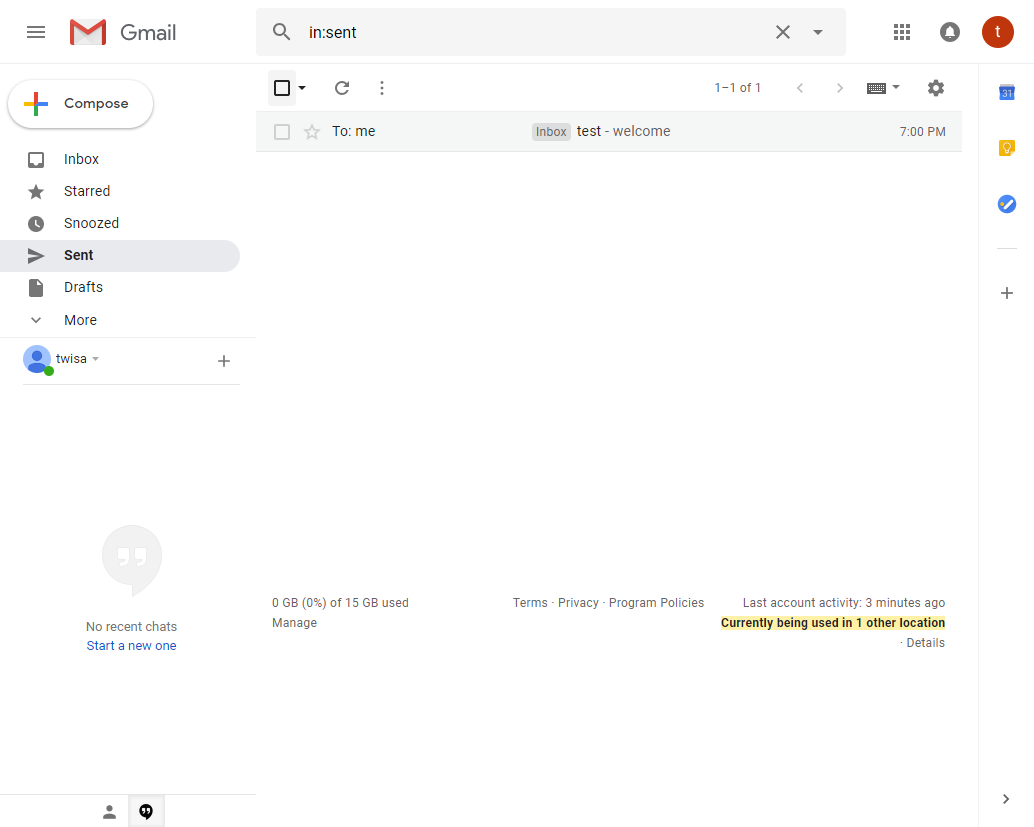 Gmail
in:sent
t
Compose
1–1 of 1
31
To: me
Inbox
test - welcome
7:00 PM
Inbox
Starred
Snoozed
Sent
Drafts
More
twisa
No recent chats
Start a new one
0 GB (0%) of 15 GB used
Manage
Terms · Privacy · Program Policies
Last account activity: 3 minutes ago
Currently being used in 1 other location
· Details